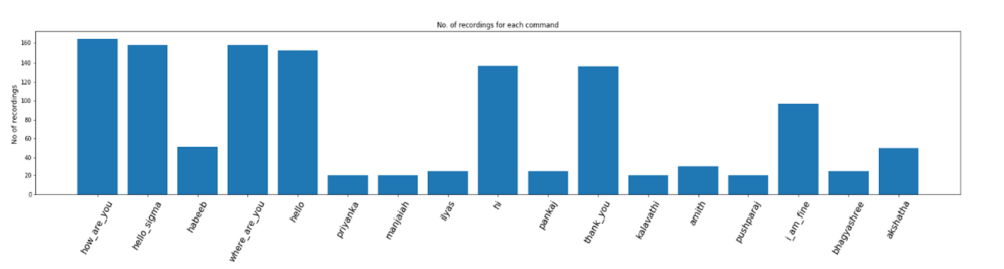 No. of recordings for each command
No of recordings
160
140
120
100
80
60
40
20
0
how_are_you
hello_sigma
habeeb
where_are_you
hello
priyanka
manjaiah
ilyas
hi
pankaj
thank_you
kalavathi
amith
pushparaj
i_am_fine
bhagyashree
akshatha